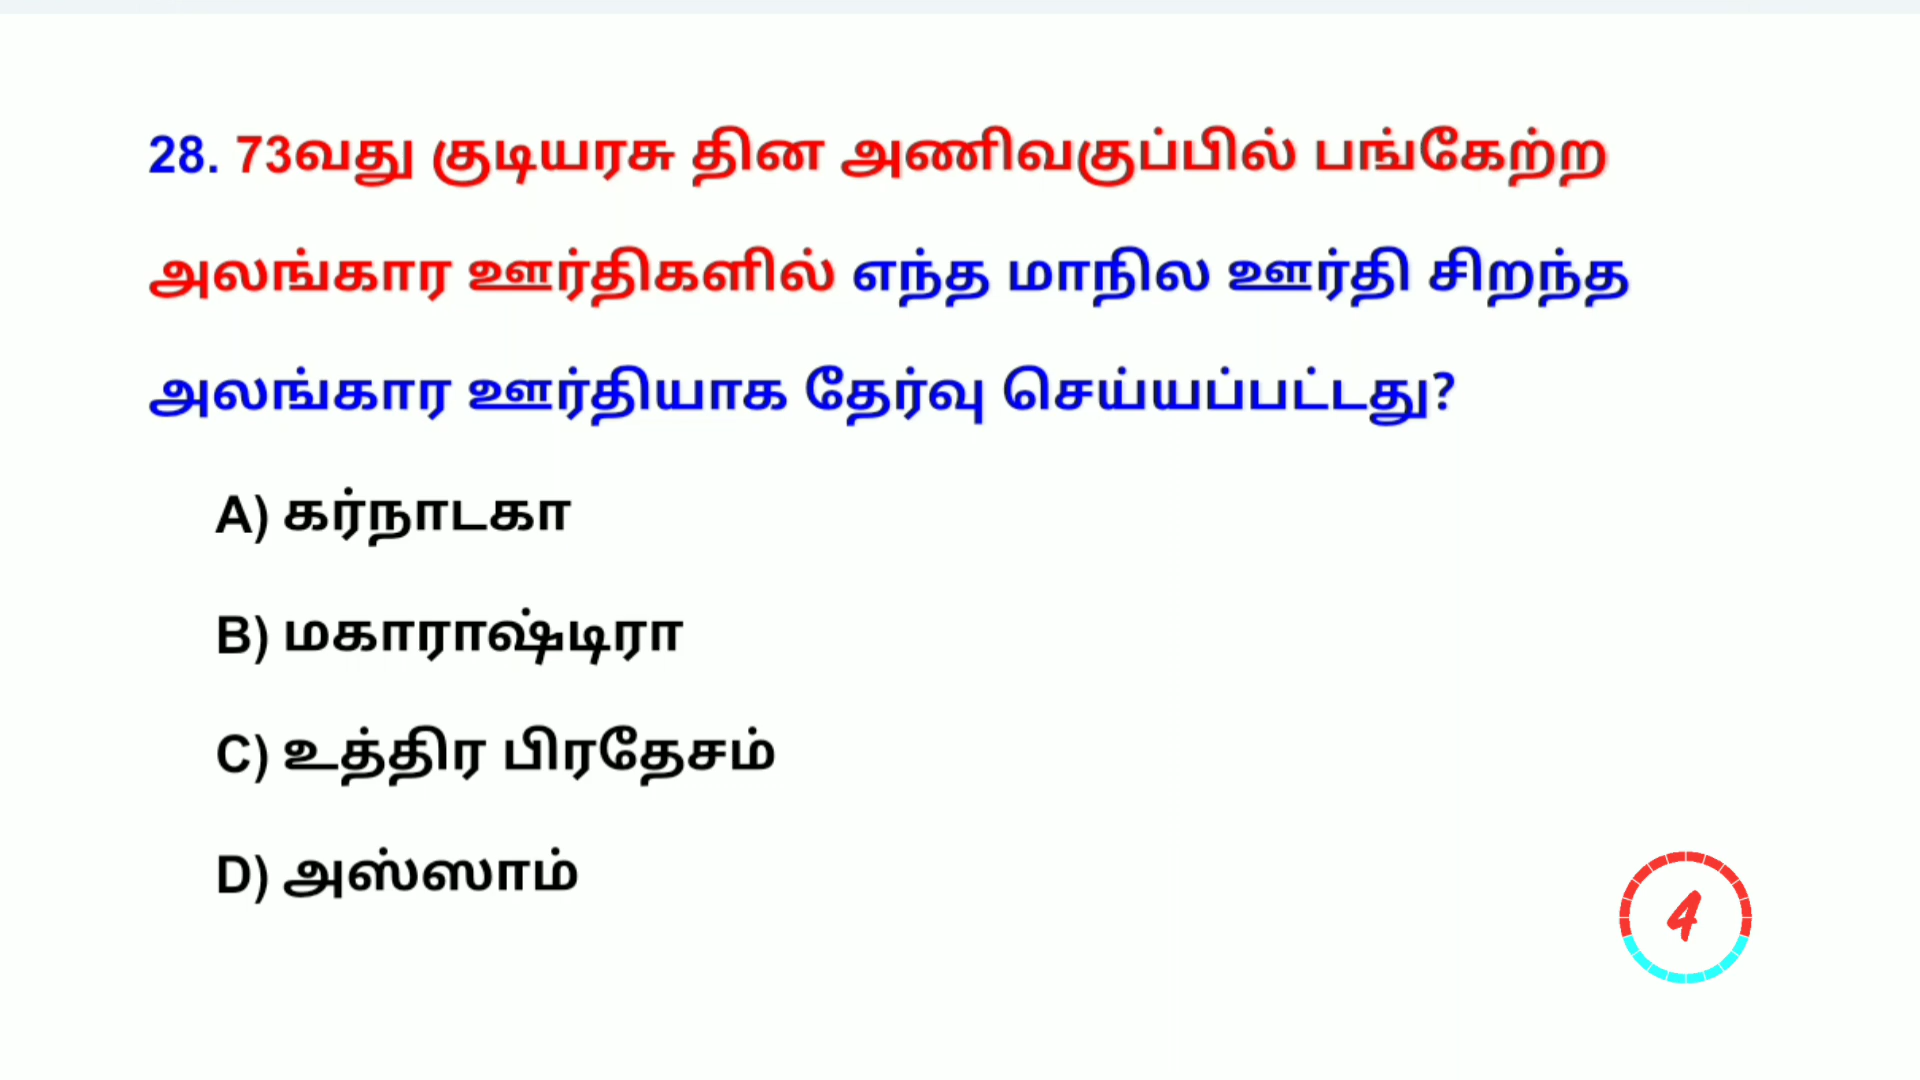 28. 73வது குடியரசு தின அணிவகுப்பில் பங்கேற்ற
அலங்கார ஊர்திகளில் எந்த மாநில ஊர்தி சிறந்த
அலங்கார ஊர்தியாக தேர்வு செய்யப்பட்டது?
A) கர்நாடகா
B) மகாராஷ்டிரா
C) உத்திர பிரதேசம்
D) அஸ்ஸாம்
4